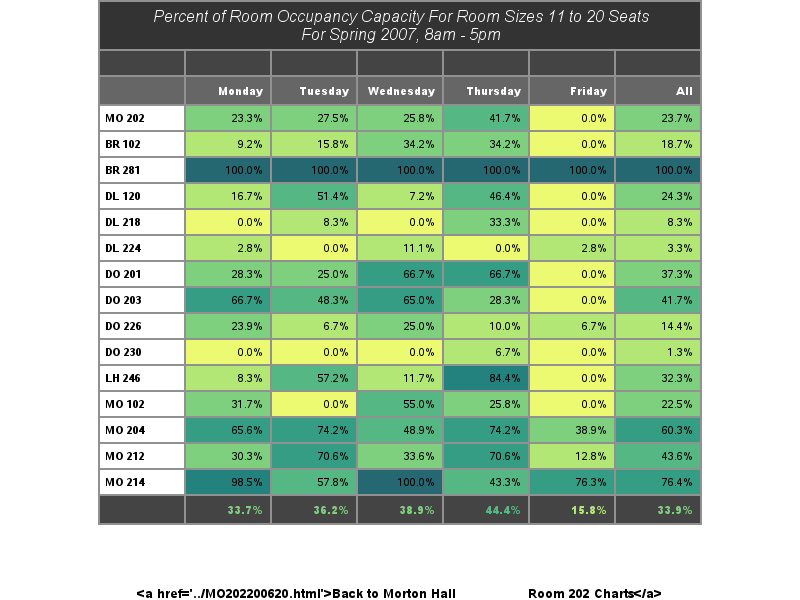 Percent of Room Occupancy Capacity For Room Sizes 11 to 20 Seats
For Spring 2007, 8am - 5pm
Monday Tuesday Wednesday Thursday Friday All
MO 202 23.3% 27.5% 25.8% 41.7% 0.0% 23.7%
BR 102 9.2% 15.8% 34.2% 34.2% 0.0% 18.7%
BR 281 100.0% 100.0% 100.0% 100.0% 100.0% 100.0%
DL 120 16.7% 51.4% 7.2% 46.4% 0.0% 24.3%
DL 218 0.0% 8.3% 0.0% 33.3% 0.0% 8.3%
DL 224 2.8% 0.0% 11.1% 0.0% 2.8% 3.3%
DO 201 28.3% 25.0% 66.7% 66.7% 0.0% 37.3%
DO 203 66.7% 48.3% 65.0% 28.3% 0.0% 41.7%
DO 226 23.9% 6.7% 25.0% 10.0% 6.7% 14.4%
DO 230 0.0% 0.0% 0.0% 6.7% 0.0% 1.3%
LH 246 8.3% 57.2% 11.7% 84.4% 0.0% 32.3%
MO 102 31.7% 0.0% 55.0% 25.8% 0.0% 22.5%
MO 204 65.6% 74.2% 48.9% 74.2% 38.9% 60.3%
MO 212 30.3% 70.6% 33.6% 70.6% 12.8% 43.6%
MO 214 98.5% 57.8% 100.0% 43.3% 76.3% 76.4%
33.7% 36.2% 38.9% 44.4% 15.8% 33.9%
<a href='../MO202200620.html'>Back to Morton Hall Room 202 Charts</a>